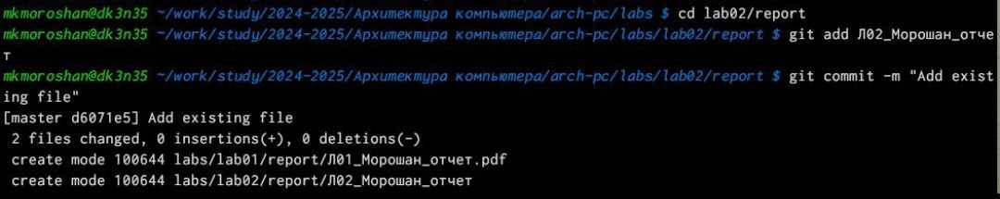 mkmoroshan@dk3n35 ~/work/study/2024-2025/Архитектура компьютера/arch-pc/labs $ cd lab02/report
mkmoroshan@dk3n35 ~/work/study/2024-2025/Архитектура компьютера/arch-pc/labs/lab02/report $ git add Л02_Морошан_отче
т
mkmoroshan@dk3n35 ~/work/study/2024-2025/Архитектура компьютера/arch-pc/labs/lab02/report $ git commit -m "Add exist
ing file"
[master d6071e5] Add existing file
 2 files changed, 0 insertions(+), 0 deletions(-)
 create mode 100644 labs/lab01/report/Л01_Морошан_отчет.pdf
 create mode 100644 labs/lab02/report/Л02_Морошан_отчет